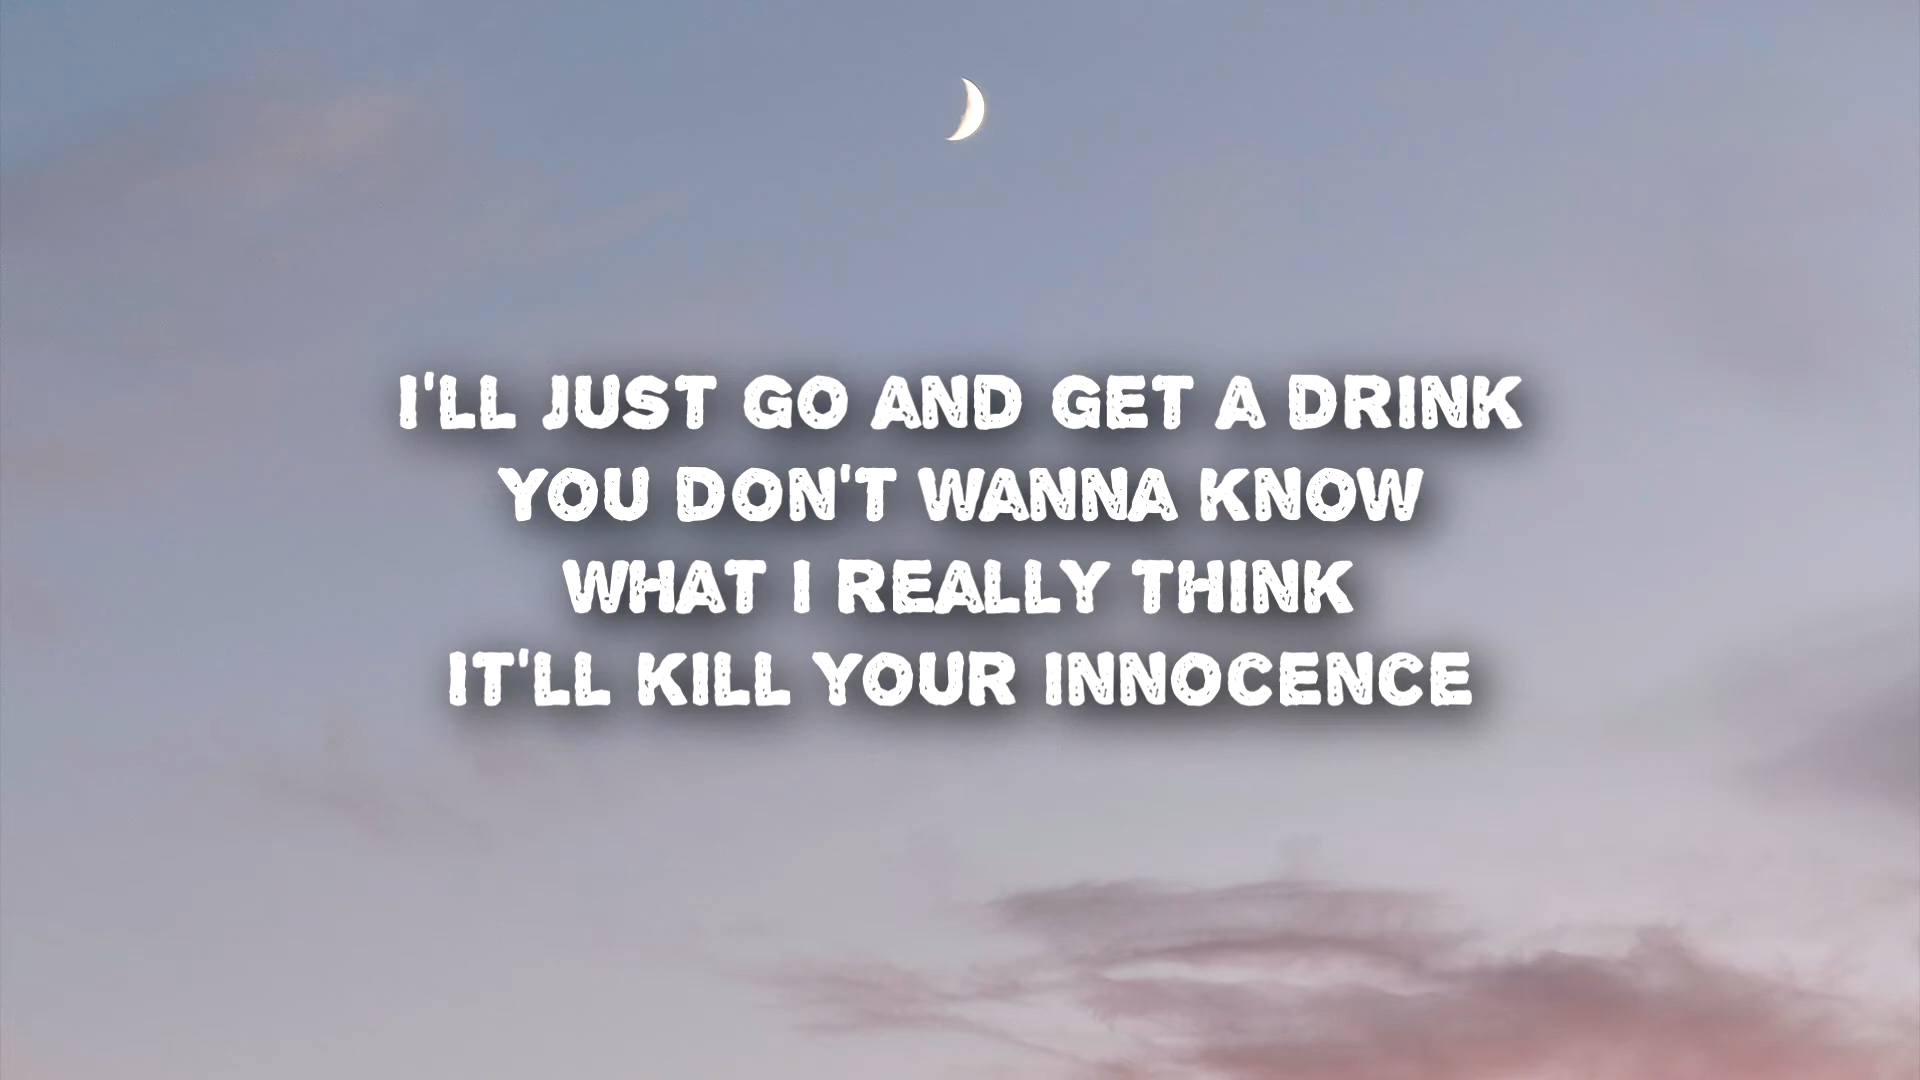 I'LL JUST GO AND GET A DRINK
YOU DON'T WANNA KNOW
WHAT I REALLY THINK
IT'LL KILL YOUR INNOCENCE